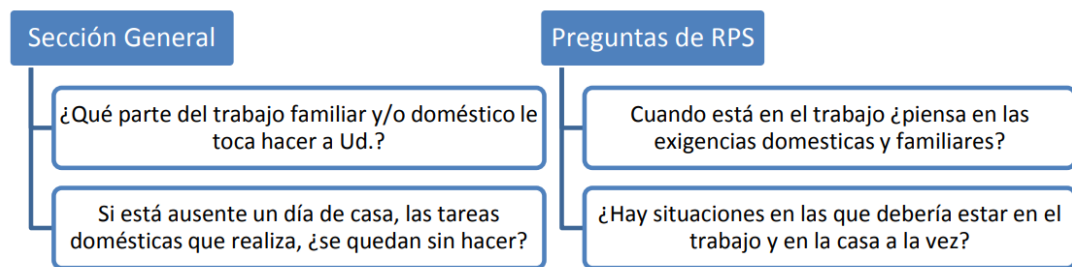 Sección General
¿Qué parte del trabajo familiar y/o doméstico le
toca hacer a Ud.?
Si está ausente un día de casa, las tareas
domésticas que realiza, ¿se quedan sin hacer?
Preguntas de RPS
Cuando está en el trabajo ¿piensa en las
exigencias domesticas y familiares?
¿Hay situaciones en las que debería estar en el
trabajo y en la casa a la vez?